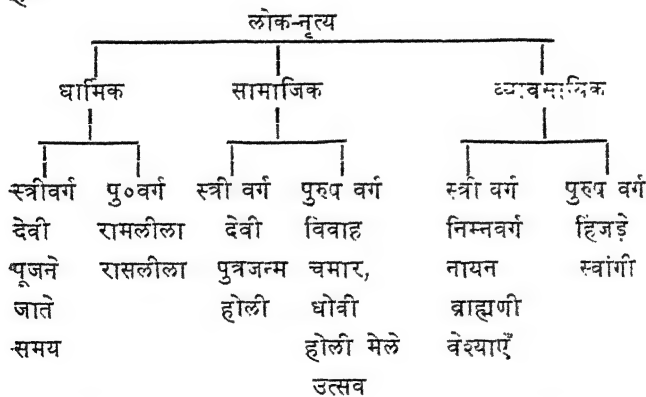 लोक-नृत्य
धार्मिक सामाजिक व्यावसायिक
स्त्रीवर्ग पु०वर्ग स्त्री वर्ग पुरुष वर्ग स्त्री वर्ग पुरुष वर्ग
देवी रामलीला देवी विवाह निम्नवर्ग हिजड़े
पूजने रासलीला पुत्रजन्म चमार, नायन स्वांगी
जाते होली धोबी ब्राह्मणी
समय होली मेले वेश्याएँ
उत्सव